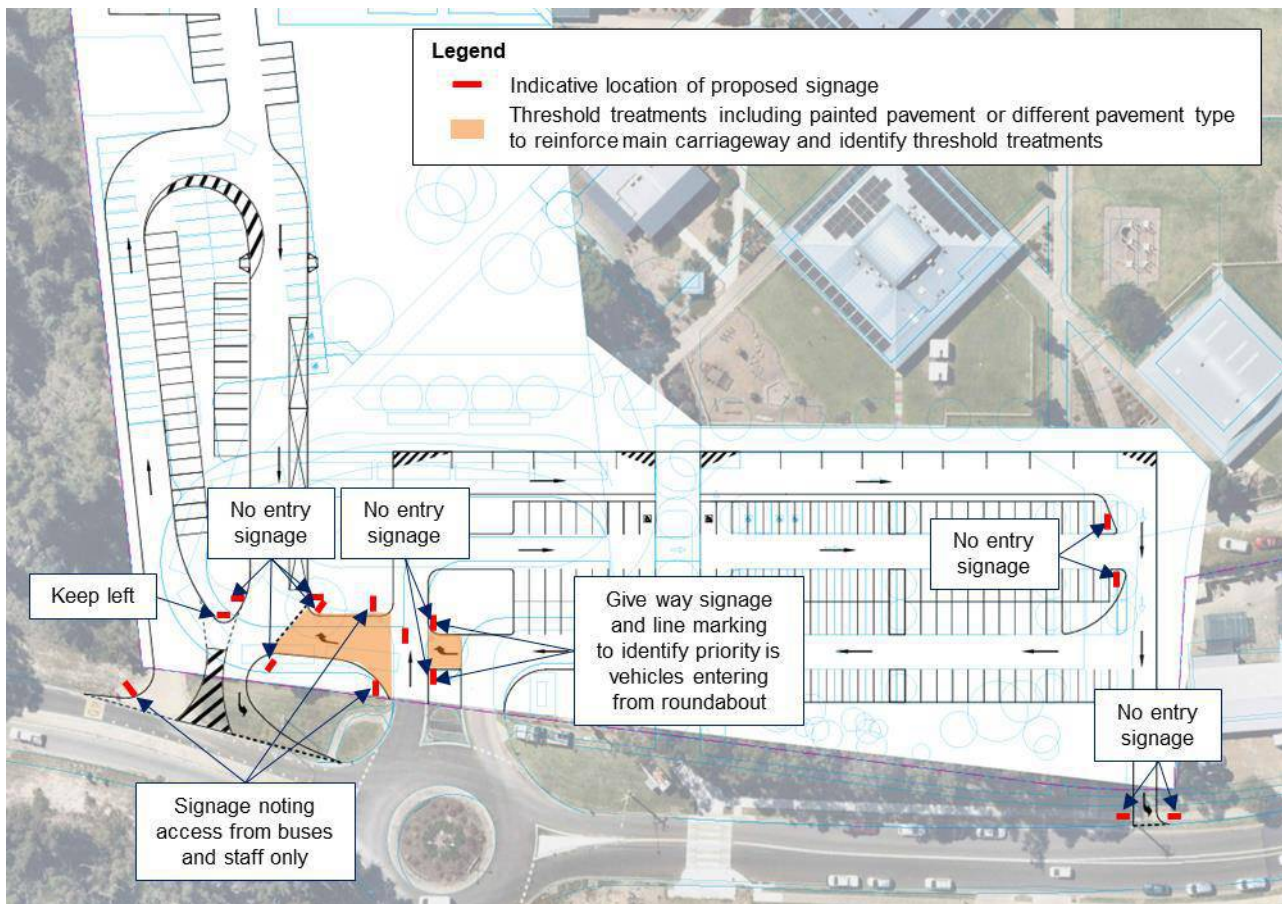 Legend
Indicative location of proposed signage
Threshold treatments including painted pavement or different pavement type
to reinforce main carriageway and identify threshold treatments
No entry
signage
No entry
signage
No entry
signage
Keep left
Give way signage
and line marking
to identify priority is
vehicles entering
from roundabout
No entry
signage
Signage noting
access from buses
and staff only